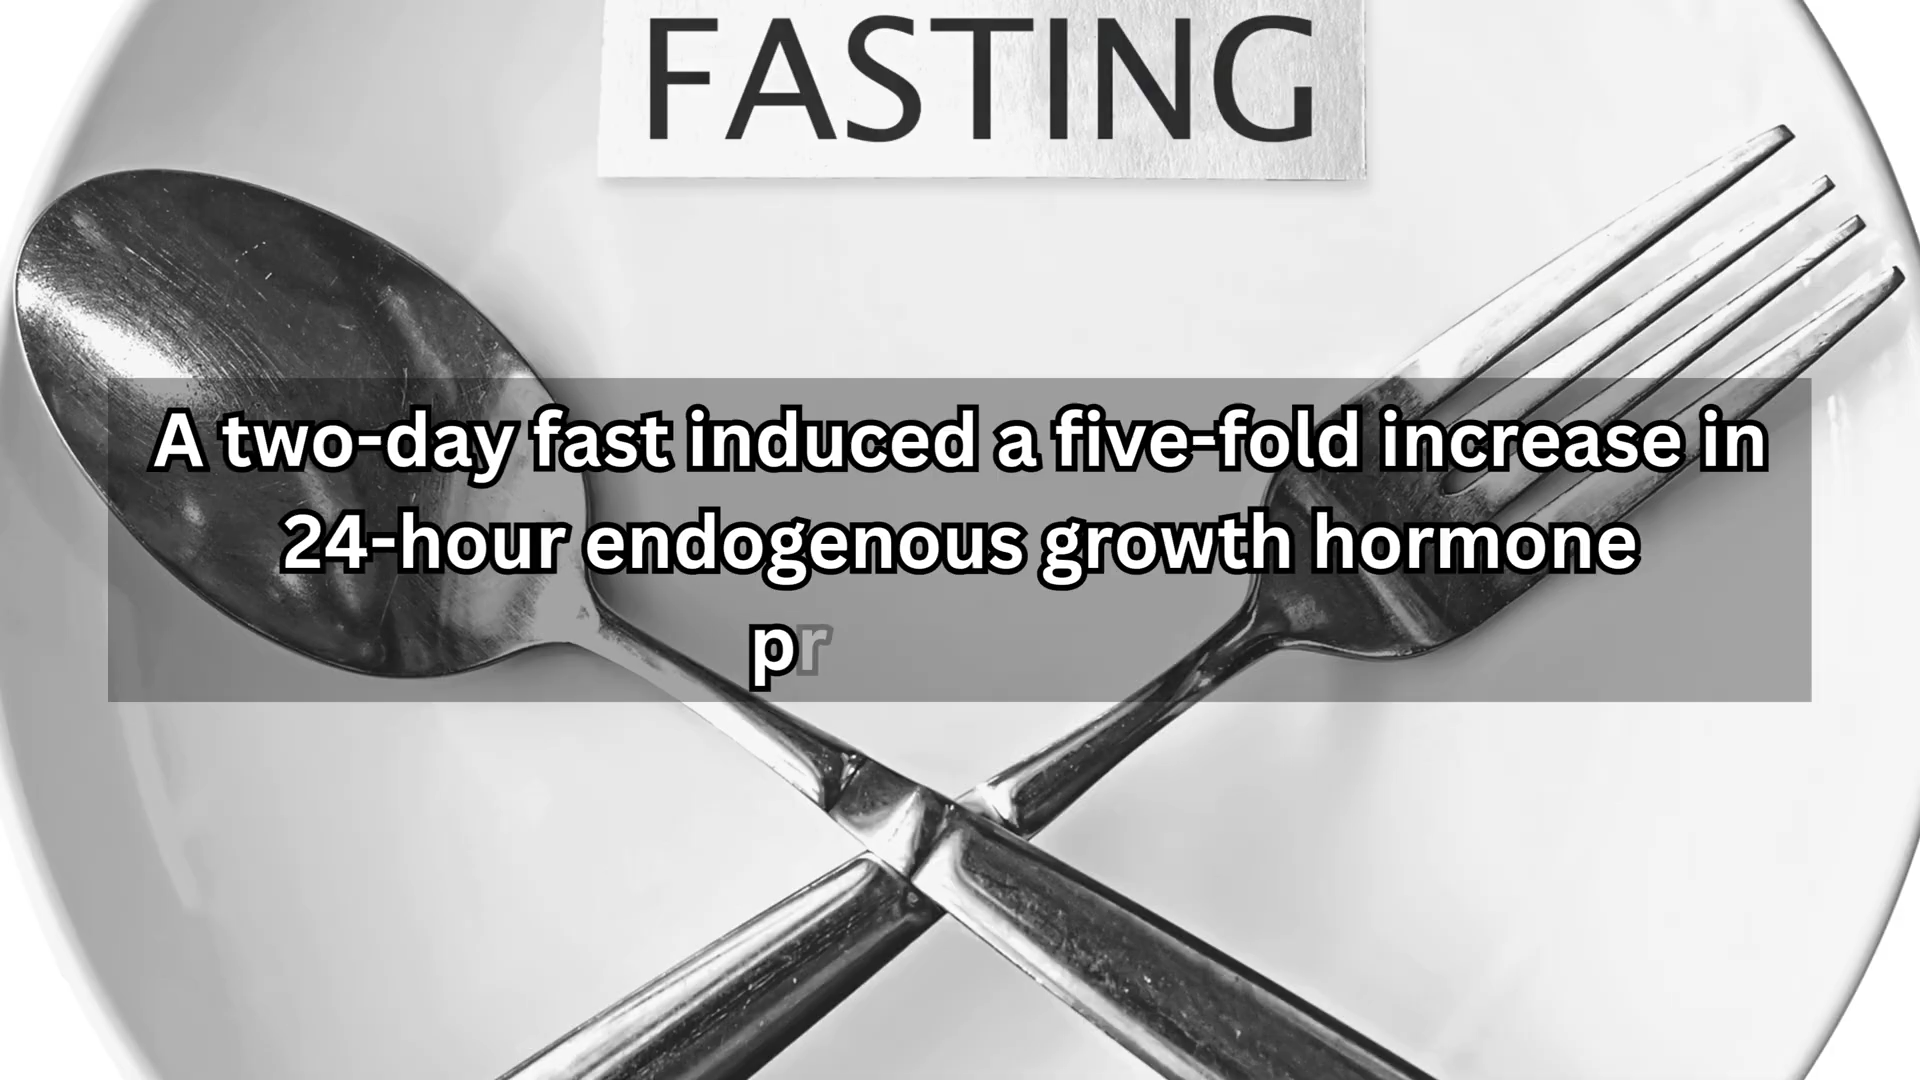 FASTING
A two-day fast induced a five-fold increase in
24-hour endogenous growth hormone
pr